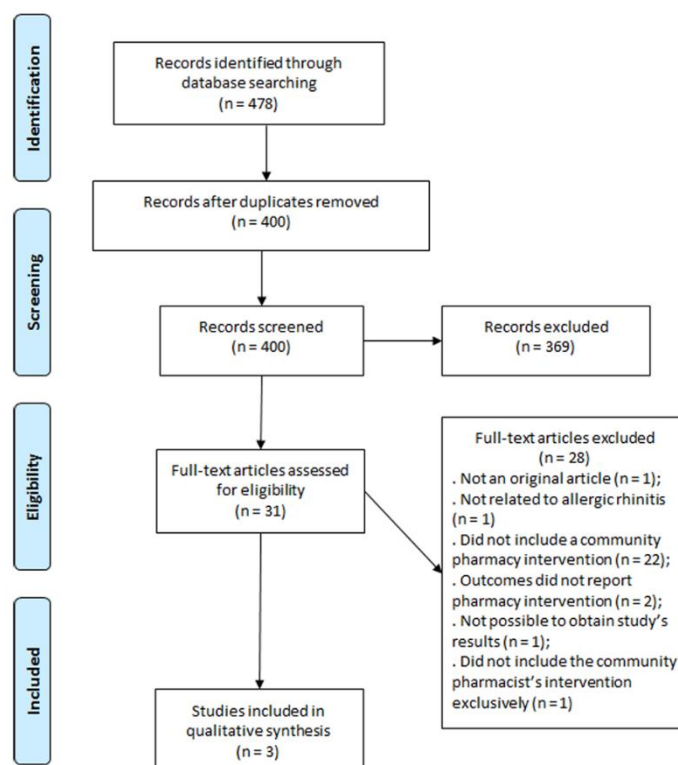 Identification
Records identified through
database searching
(n = 478)
Records after duplicates removed
(n = 400)
Screening
Records screened
(n = 400)
Records excluded
(n = 369)
Eligibility
Full-text articles assessed
for eligibility
(n = 31)
Full-text articles excluded
(n = 28)
. Not an original article (n = 1);
. Not related to allergic rhinitis
(n = 1)
. Did not include a community
pharmacy intervention (n = 22);
. Outcomes did not report
pharmacy intervention (n = 2);
. Not possible to obtain study's
results (n = 1);
. Did not include the community
pharmacist's intervention
exclusively (n = 1)
Included
Studies included in
qualitative synthesis
(n = 3)